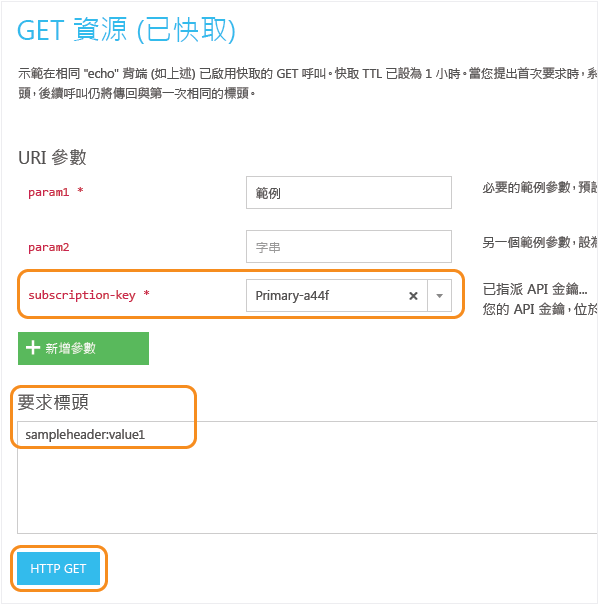 GET 資源 (已快取)
示範在相同 "echo" 背端 (如上述) 已啟用快取的 GET 呼叫。快取 TTL 已設為 1 小時。當您提出首次要求時，系
頭，後續呼叫仍將傳回與第一次相同的標頭。
URI 參數
param1 * 範例 必要的範例參數，預設
param2 字串 另一個範例參數，設為
subscription-key * Primary-a44f 已指派 API 金鑰...
您的 API 金鑰，位於
新增參數
要求標頭
sampleheader:value1
HTTP GET